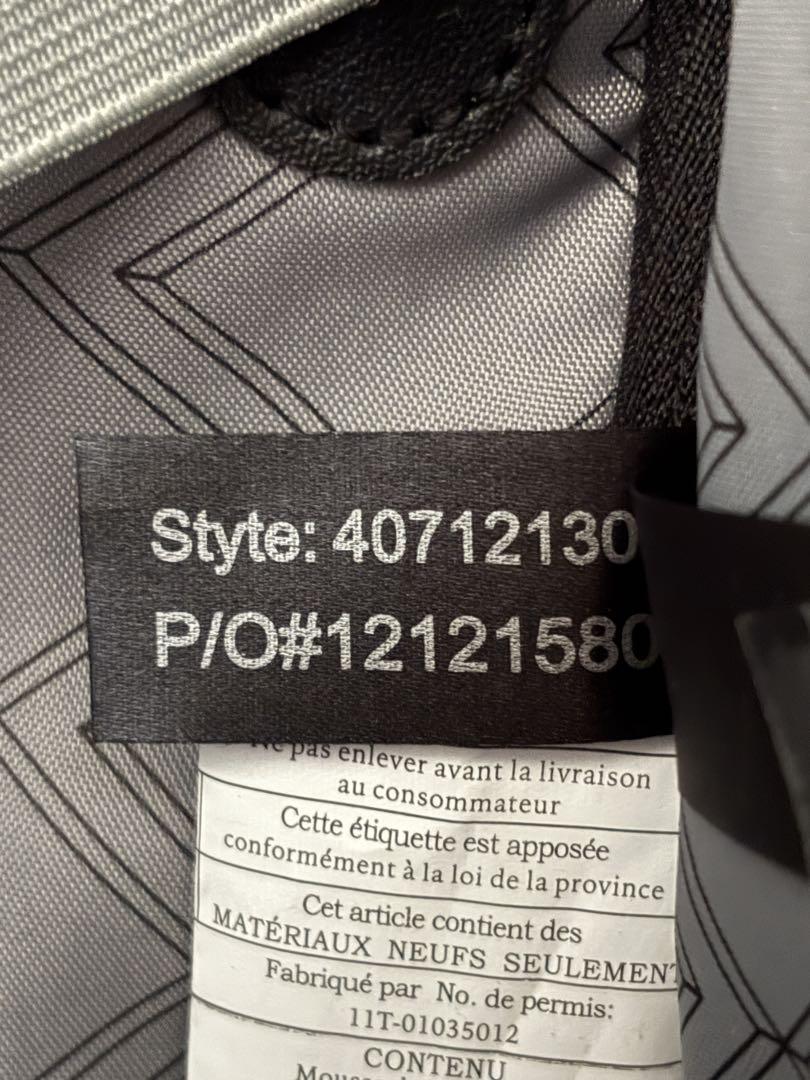 Styte: 40712130
P/O#12121580
Ne pas enlever avant la livraison
au consommateur
Cette étiquette est apposée
conformément à la loi de la province
Cet article contient des
MATÉRIAUX NEUFS SEULEMENT
Fabriqué par No. de permis:
11T-01035012
CONTENU